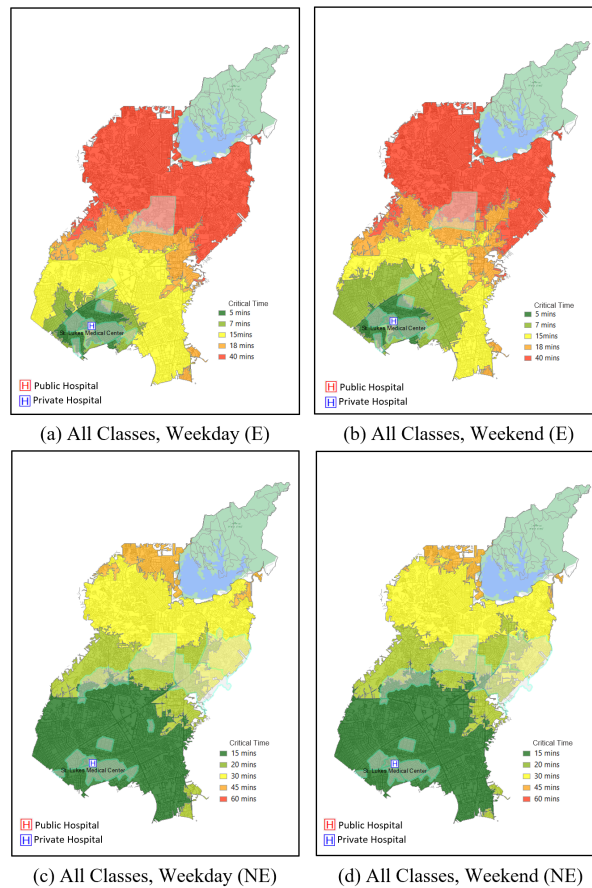 Critical Time
5 mins
7 mins
15mins
18 mins
40 mins
St. Lukes Medical Center
H Public Hospital
H Private Hospital
(a) All Classes, Weekday (E)
Critical Time
5 mins
7 mins
15mins
18 mins
40 mins
St. Lukes Medical Center
H Public Hospital
H Private Hospital
(b) All Classes, Weekend (E)
Critical Time
15 mins
20 mins
30 mins
45 mins
60 mins
St. Lukes Medical Center
H Public Hospital
H Private Hospital
(c) All Classes, Weekday (NE)
Critical Time
15 mins
20 mins
30 mins
45 mins
60 mins
St. Lukes Medical Center
H Public Hospital
H Private Hospital
(d) All Classes, Weekend (NE)